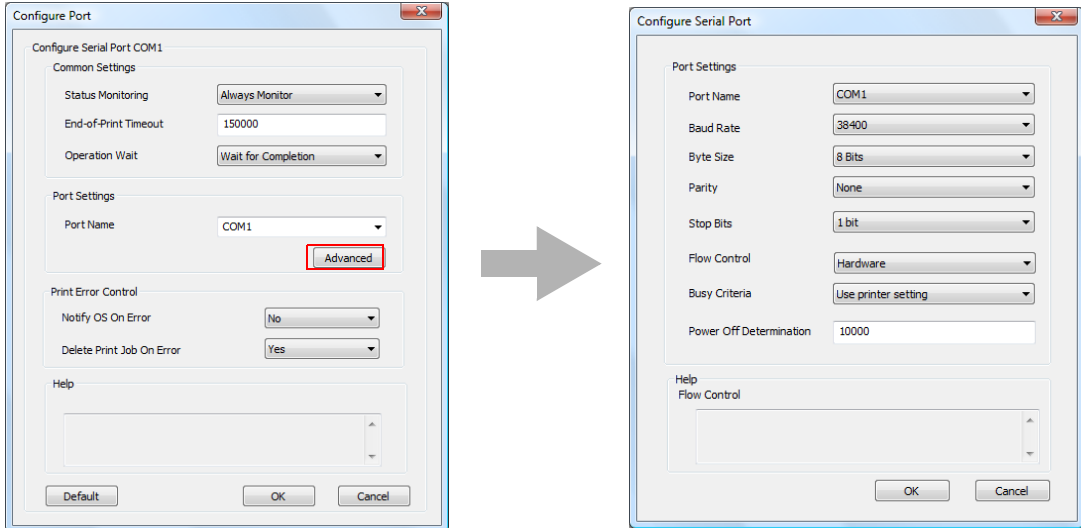 Configure Port
Configure Serial Port COM1
Common Settings
Status Monitoring Always Monitor
End-of-Print Timeout 150000
Operation Wait Wait for Completion
Port Settings
Port Name COM1
Advanced
Print Error Control
Notify OS On Error No
Delete Print Job On Error Yes
Help
Default OK Cancel
Configure Serial Port
Port Settings
Port Name COM1
Baud Rate 38400
Byte Size 8 Bits
Parity None
Stop Bits 1 bit
Flow Control Hardware
Busy Criteria Use printer setting
Power Off Determination 10000
Help
Flow Control
OK Cancel